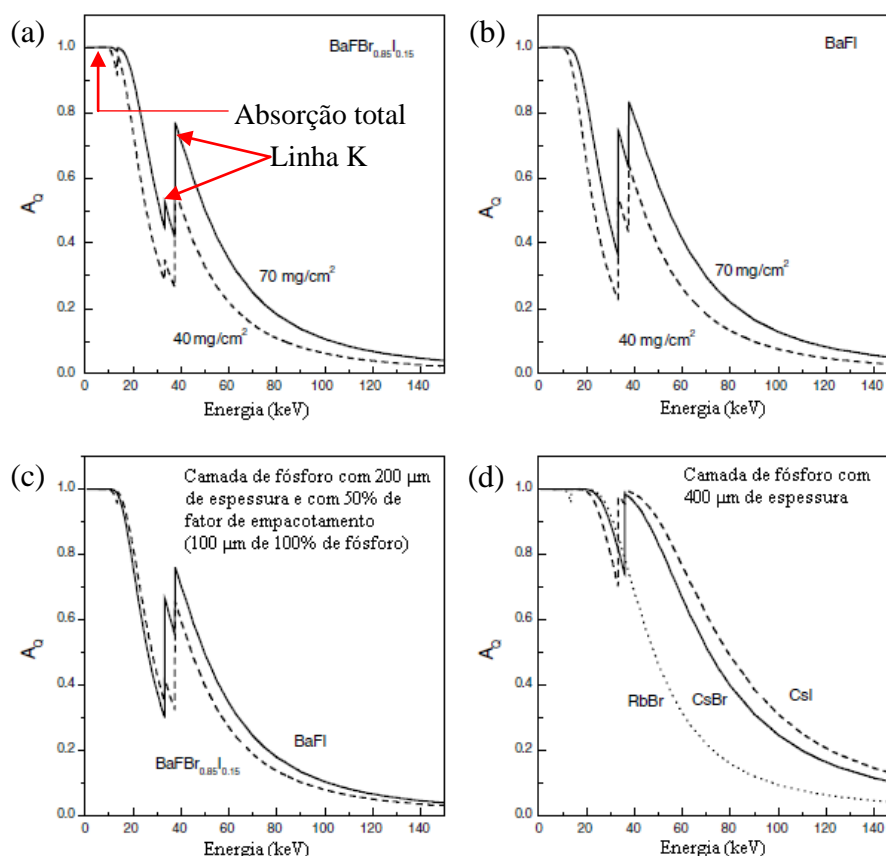 (a)
BaFBr0.85I0.15
Absorção total
Linha K
70 mg/cm²
40 mg/cm²
AQ
1.0
0.8
0.6
0.4
0.2
0.0
0 20 40 60 80 100 120 140
Energia (keV)
(b)
BaFI
70 mg/cm²
40 mg/cm²
AQ
1.0
0.8
0.6
0.4
0.2
0.0
0 20 40 60 80 100 120 140
Energia (keV)
(c)
Camada de fósforo com 200 µm
de espessura e com 50% de
fator de empacotamento
(100 µm de 100% de fósforo)
BaFI
BaFBr0.85I0.15
AQ
1.0
0.8
0.6
0.4
0.2
0.0
0 20 40 60 80 100 120 140
Energia (keV)
(d)
Camada de fósforo com
400 µm de espessura
RbBr CsBr CsI
AQ
1.0
0.8
0.6
0.4
0.2
0.0
0 20 40 60 80 100 120 140
Energia (keV)